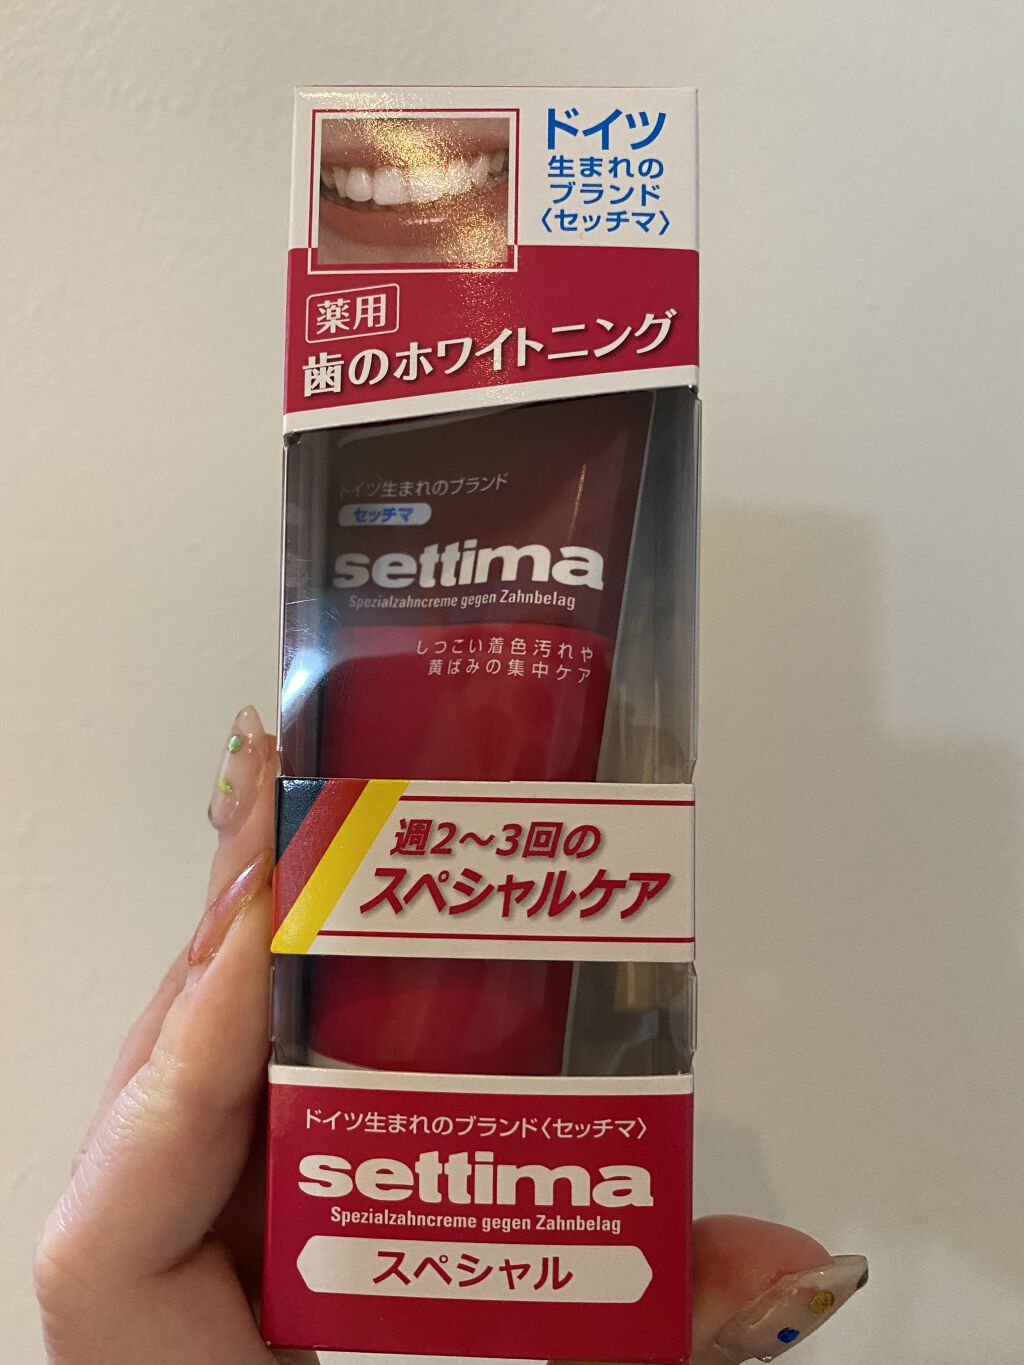 ドイツ
生まれの
ブランド
〈セッチマ〉
薬用
歯のホワイトニング
ドイツ生まれのブランド
セッチマ
settima
Spezialzahncreme gegen Zahnbelag
しつこい着色汚れや
黄ばみの集中ケア
週2〜3回の
スペシャルケア
ドイツ生まれのブランド〈セッチマ〉
settima
Spezialzahncreme gegen Zahnbelag
スペシャル